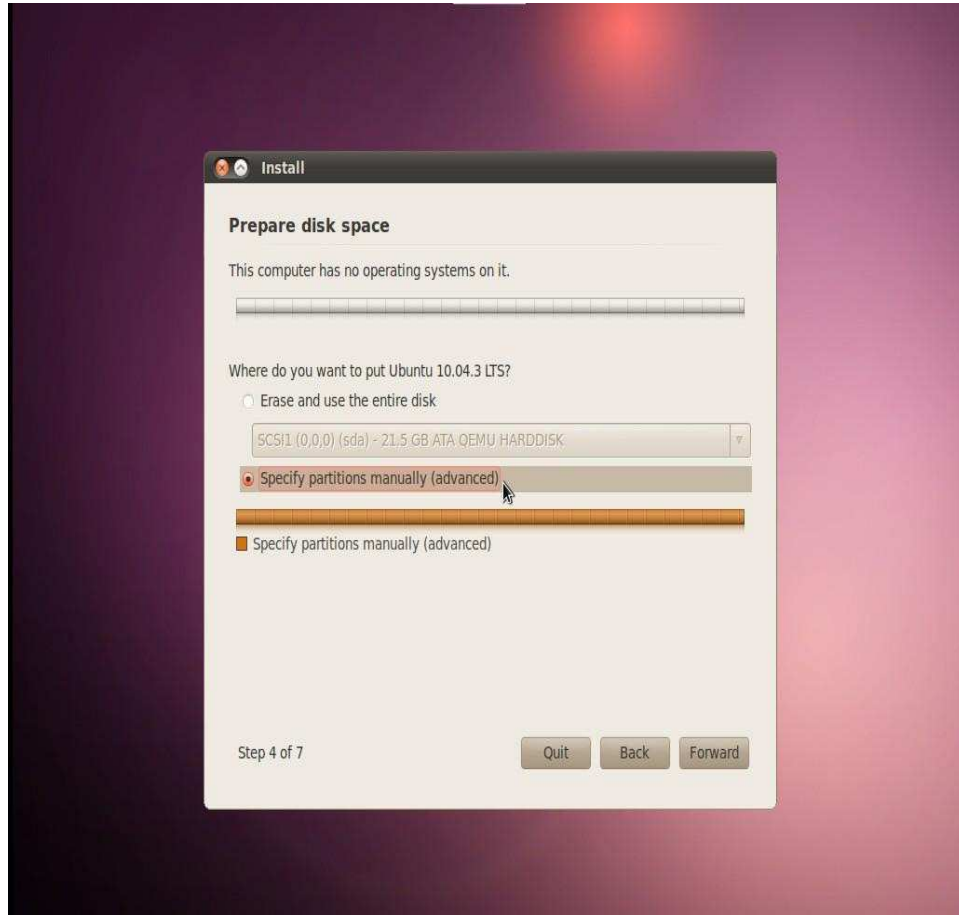 Install
Prepare disk space
This computer has no operating systems on it.
Where do you want to put Ubuntu 10.04.3 LTS?
Erase and use the entire disk
SCSI1 (0,0,0) (sda) - 21.5 GB ATA QEMU HARDDISK
Specify partitions manually (advanced)
Specify partitions manually (advanced)
Step 4 of 7
Quit
Back
Forward